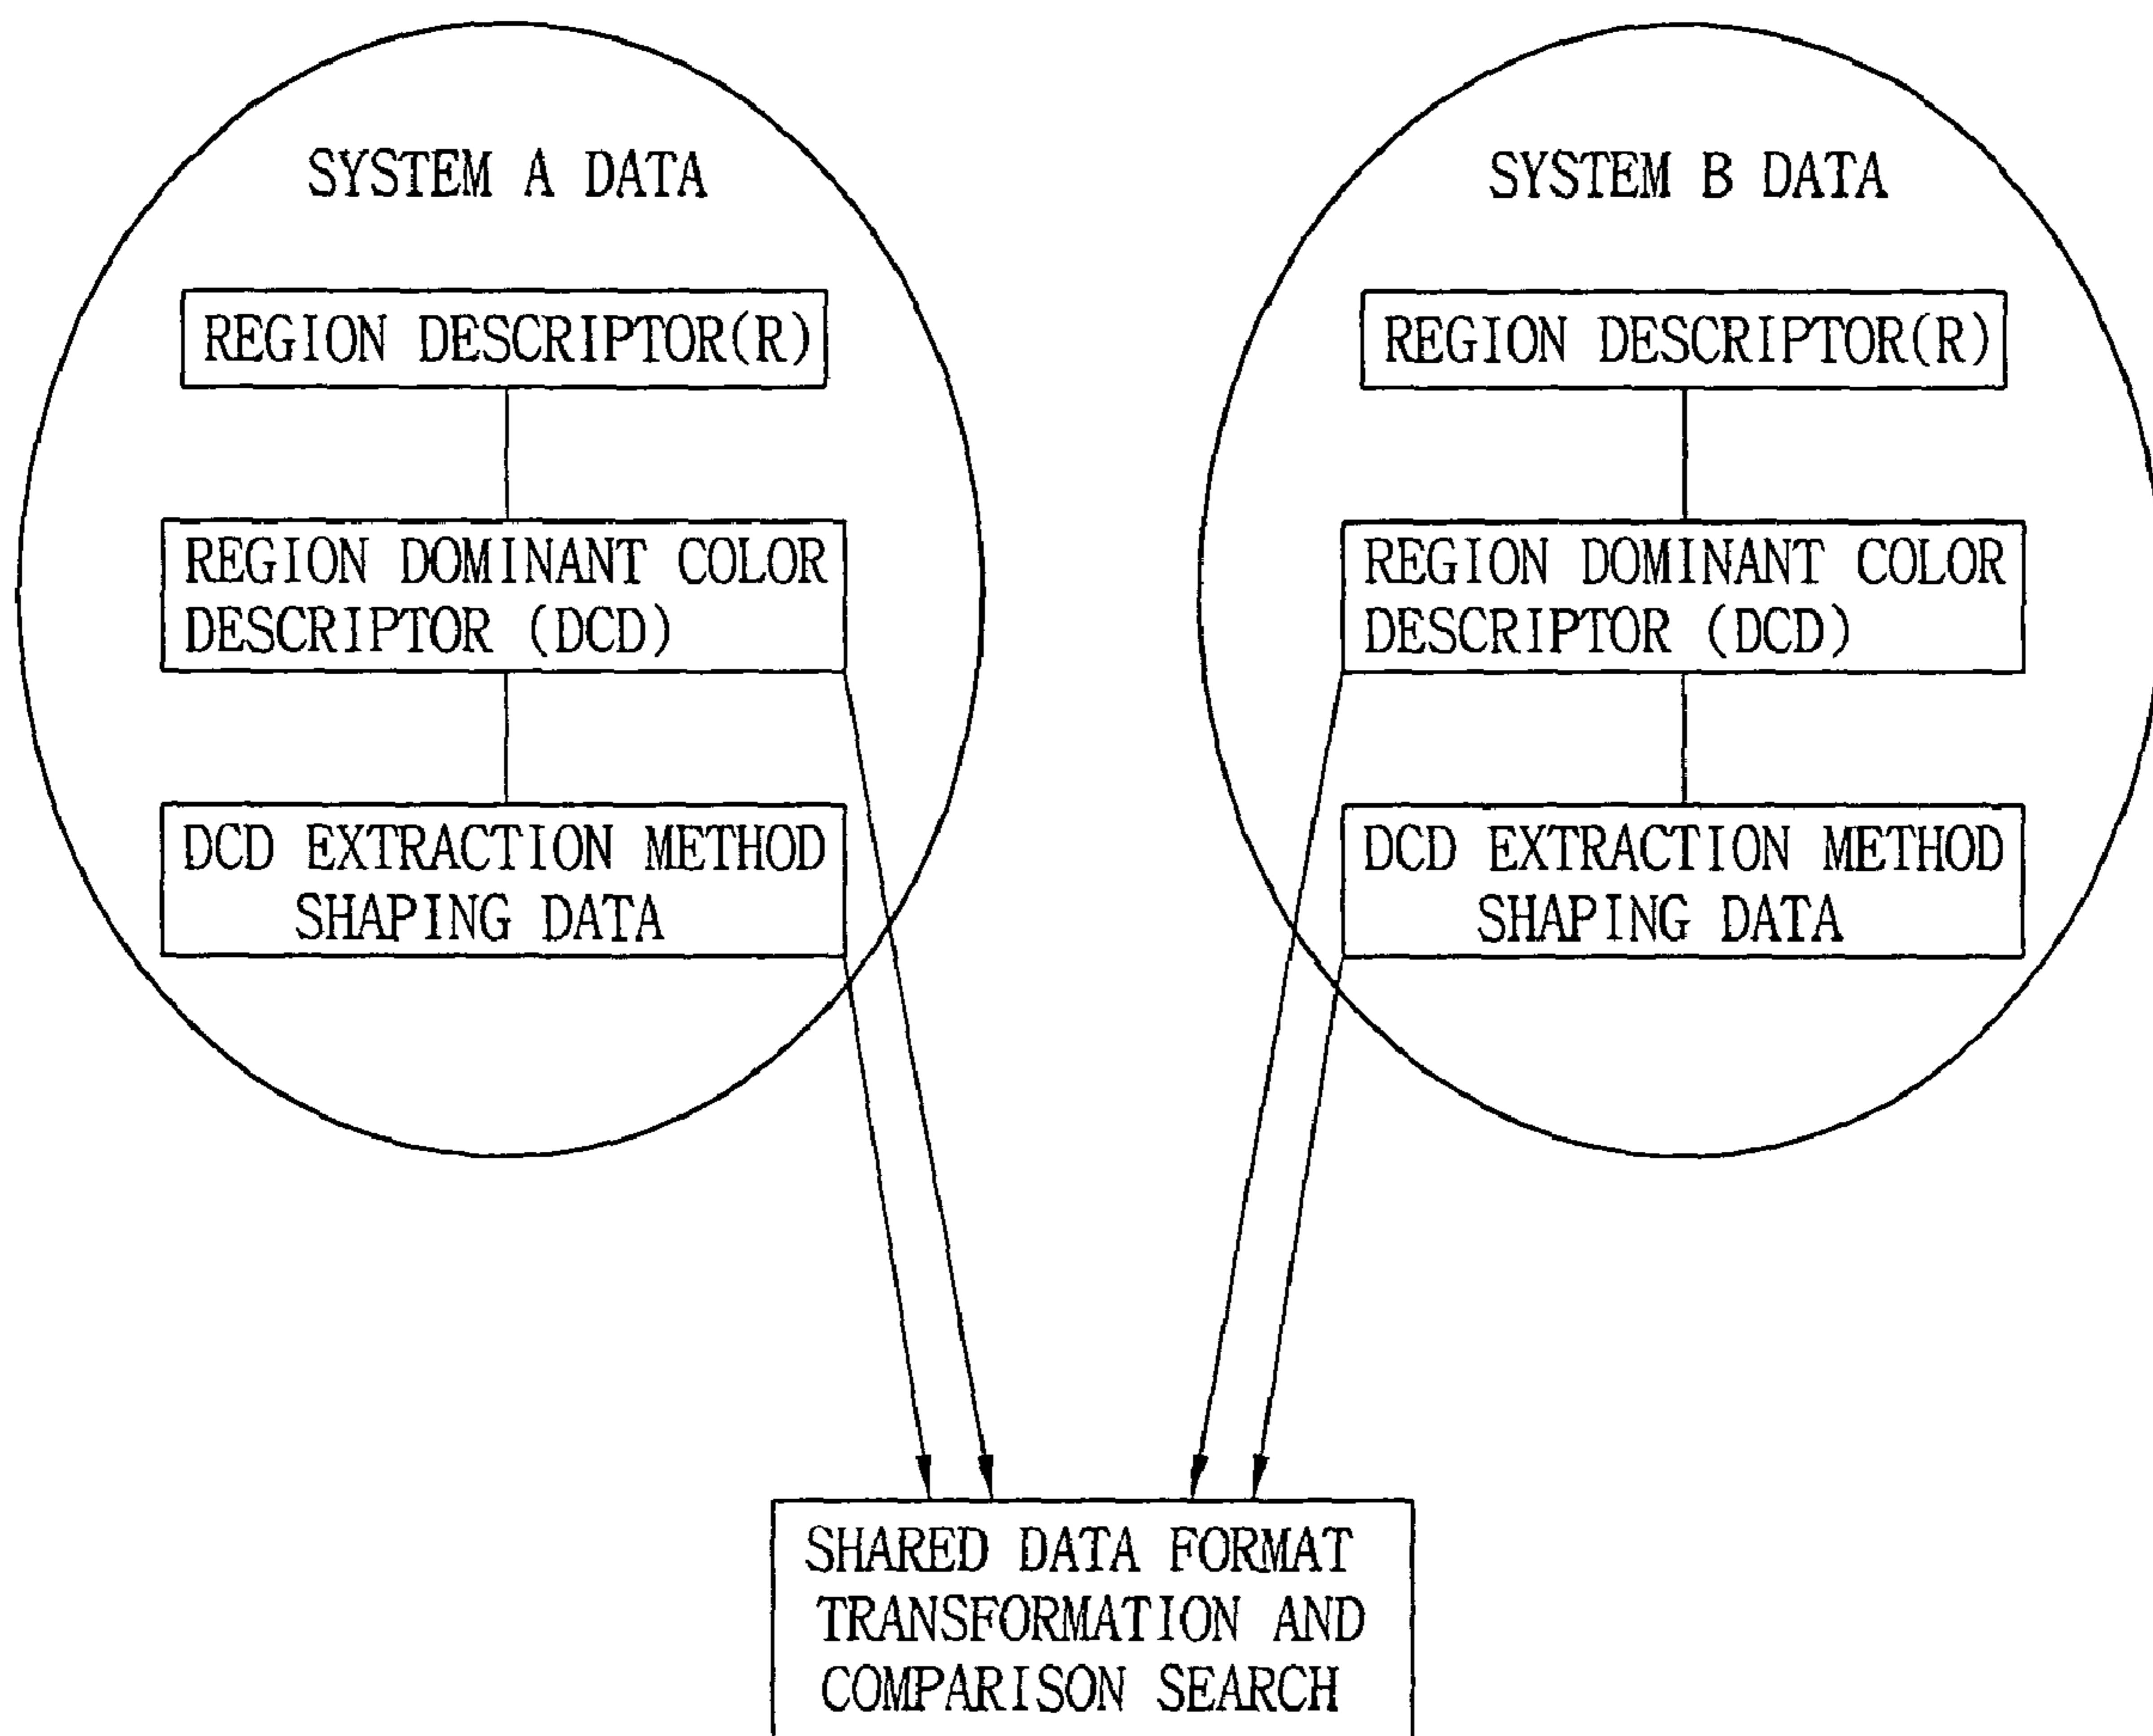 SYSTEM A DATA
REGION DESCRIPTOR(R)
REGION DOMINANT COLOR
DESCRIPTOR (DCD)
DCD EXTRACTION METHOD
SHAPING DATA
SYSTEM B DATA
REGION DESCRIPTOR(R)
REGION DOMINANT COLOR
DESCRIPTOR (DCD)
DCD EXTRACTION METHOD
SHAPING DATA
SHARED DATA FORMAT
TRANSFORMATION AND
COMPARISON SEARCH